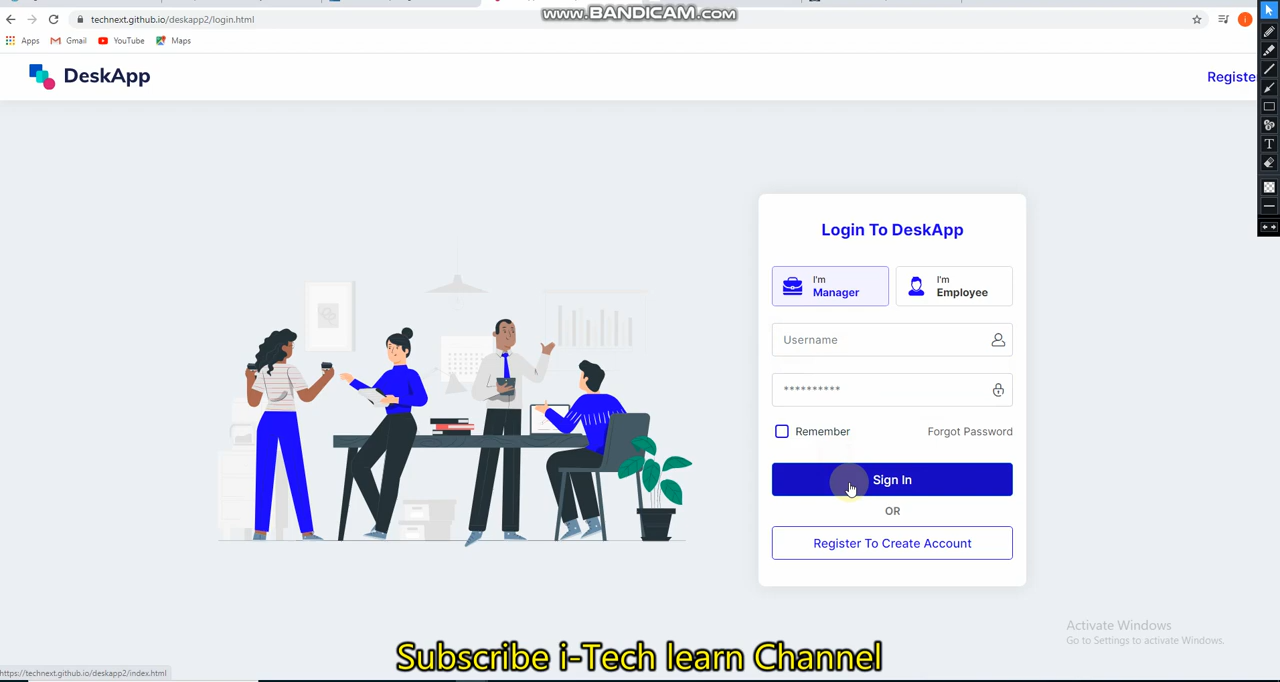 www.BANDICAM.com
technext.github.io/deskapp2/login.html
Apps
Gmail
YouTube
Maps
DeskApp
Registe
Login To DeskApp
I'm
Manager
I'm
Employee
Username
**********
Remember
Forgot Password
Sign In
OR
Register To Create Account
Activate Windows
Go to Settings to activate Windows.
Subscribe i-Tech learn Channel
https://technext.github.io/deskapp2/index.html